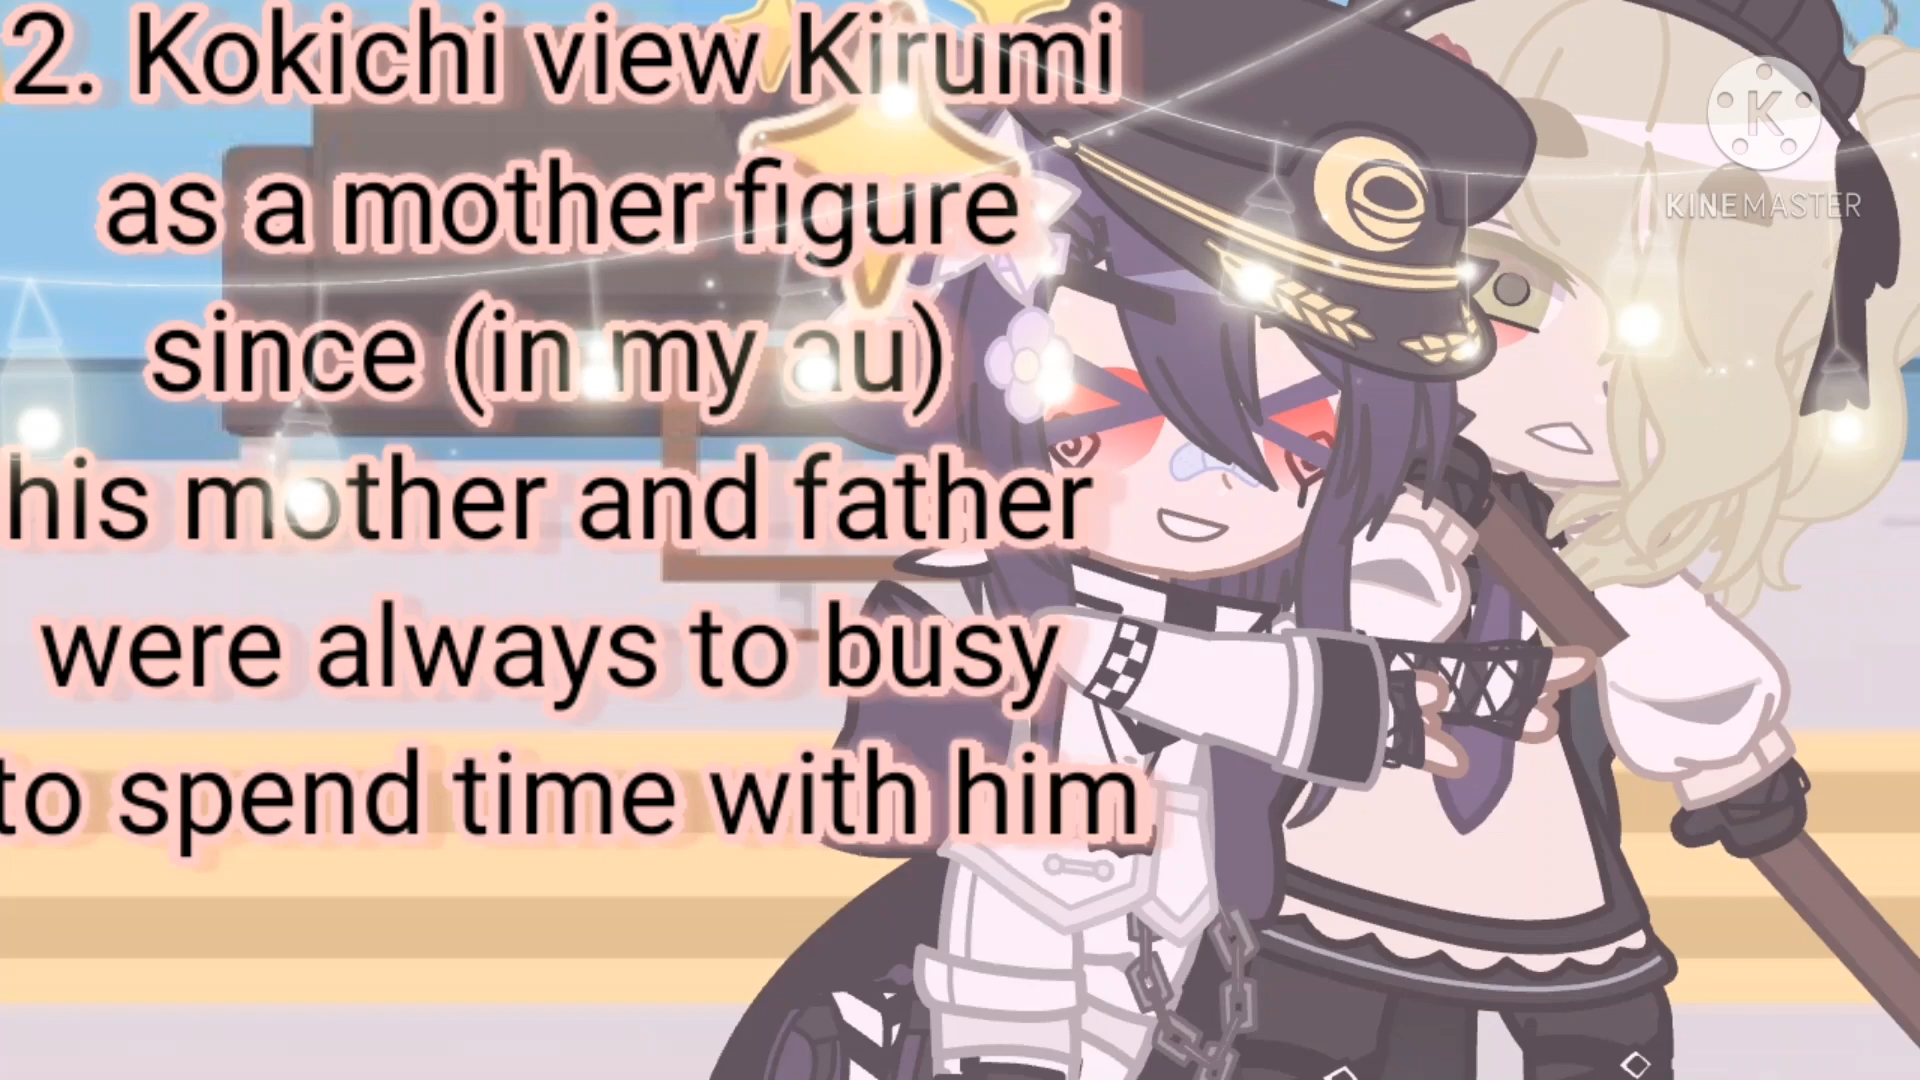 2. Kokichi view Kirumi
as a mother figure
since (in my au)
his mother and father
were always to busy
to spend time with him
K
KINEMASTER